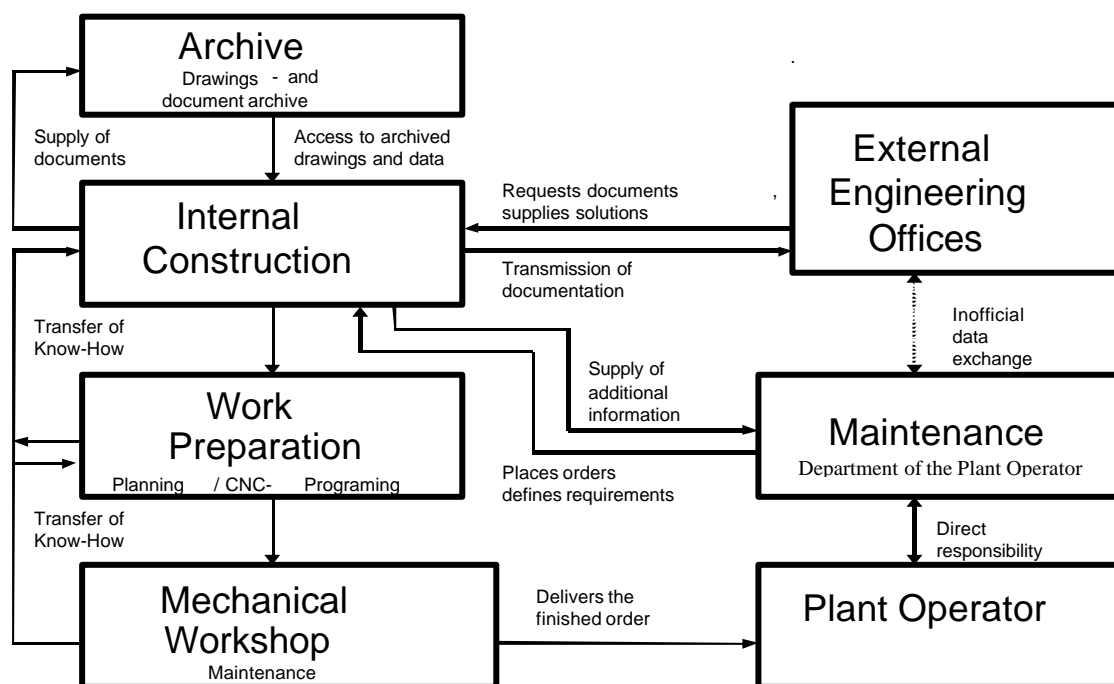 Archive
Drawings - and
document archive
Supply of
documents
Access to archived
drawings and data
Internal
Construction
Requests documents
supplies solutions
Transmission of
documentation
External
Engineering
Offices
Transfer of
Know-How
Supply of
additional
information
Inofficial
data
exchange
Work
Preparation
Planning / CNC- Programing
Places orders
defines requirements
Maintenance
Department of the Plant Operator
Transfer of
Know-How
Direct
responsibility
Mechanical
Workshop
Maintenance
Delivers the
finished order
Plant Operator